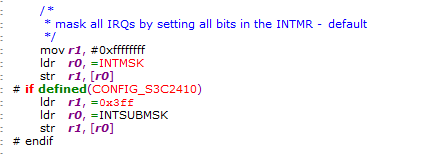 /*
* mask all IRQs by setting all bits in the INTMR - default
*/
mov r1, #0xffffffff
ldr r0, =INTMSK
str r1, [r0]
# if defined(CONFIG_S3C2410)
ldr r1, =0x3ff
ldr r0, =INTSUBMSK
str r1, [r0]
# endif